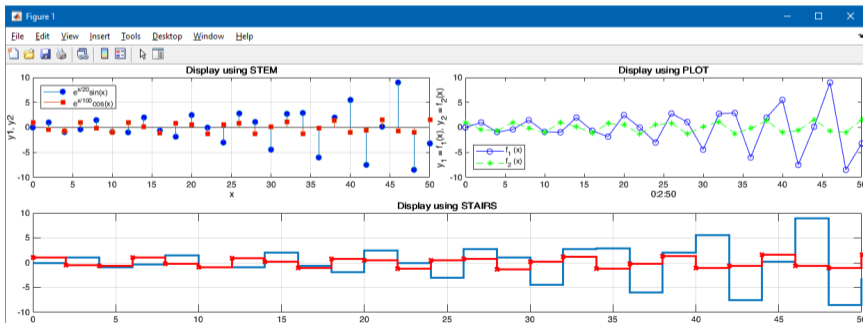 Figure 1
File Edit View Insert Tools Desktop Window Help
Display using STEM
10
5
0
-5
-10
y1, y2
e^{x/20}sin(x)
e^{x/100}cos(x)
0 5 10 15 20 25 30 35 40 45 50
x
Display using PLOT
10
5
0
-5
-10
y₁ = f₁(x), y₂ = f₂(x)
f₁ (x)
f₂ (x)
0 5 10 15 20 25 30 35 40 45 50
0:2:50
Display using STAIRS
10
5
0
-5
-10
0 5 10 15 20 25 30 35 40 45 50